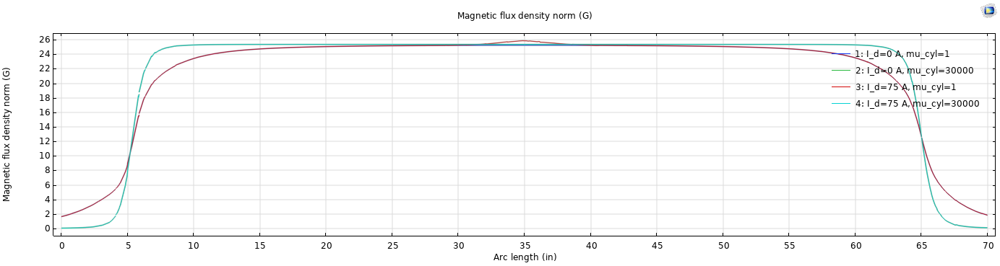 Magnetic flux density norm (G)
Magnetic flux density norm (G)
26
24
22
20
18
16
14
12
10
8
6
4
2
0
1: I_d=0 A, mu_cyl=1
2: I_d=0 A, mu_cyl=30000
3: I_d=75 A, mu_cyl=1
4: I_d=75 A, mu_cyl=30000
0 5 10 15 20 25 30 35 40 45 50 55 60 65 70
Arc length (in)